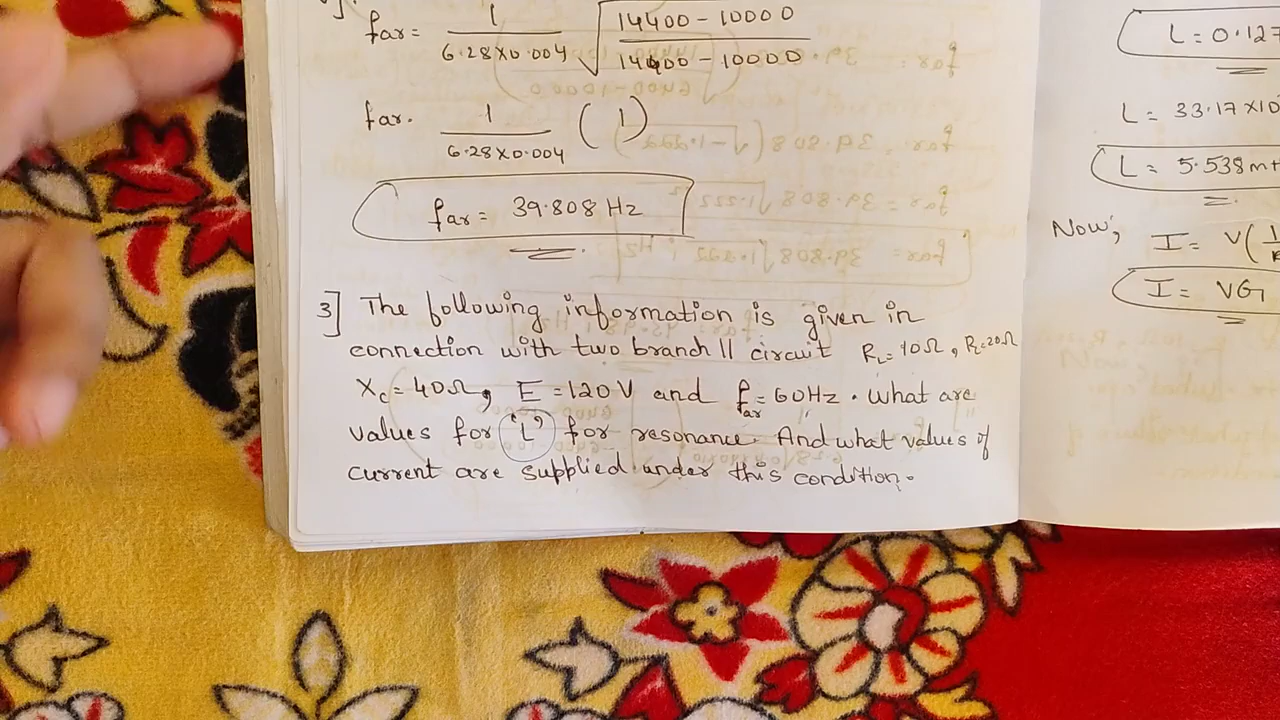 far = 1 / 6.28×0.004 √ 14400 - 10000 / 14400 - 10000
far. 1 / 6.28×0.004 ( 1 )
far = 39.808 Hz
3] The following information is given in
connection with two branch || circuit RL = 10Ω, RC = 20Ω
Xc = 40Ω, E = 120V and far = 60Hz. what are
values for 'L' for resonance. And what values of
current are supplied under this condition.
L = 0.127
L = 33.17×10
L = 5.538m
Now, I = V(1
I = VG